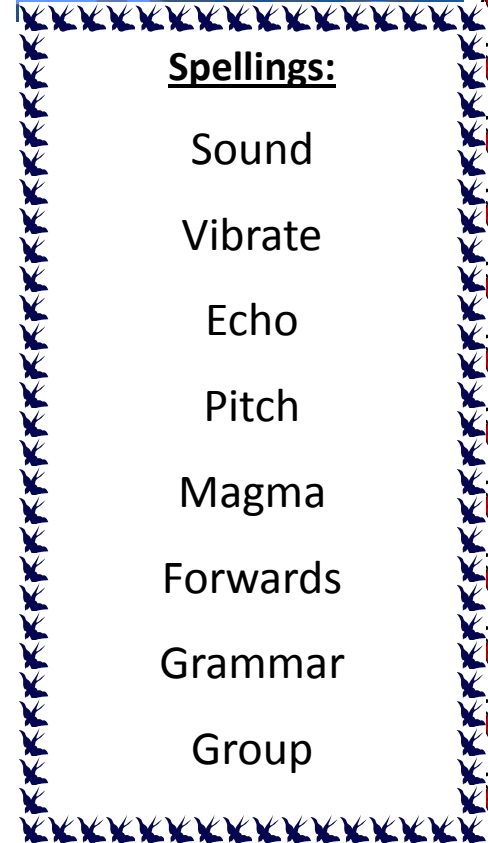 Spellings:
Sound
Vibrate
Echo
Pitch
Magma
Forwards
Grammar
Group